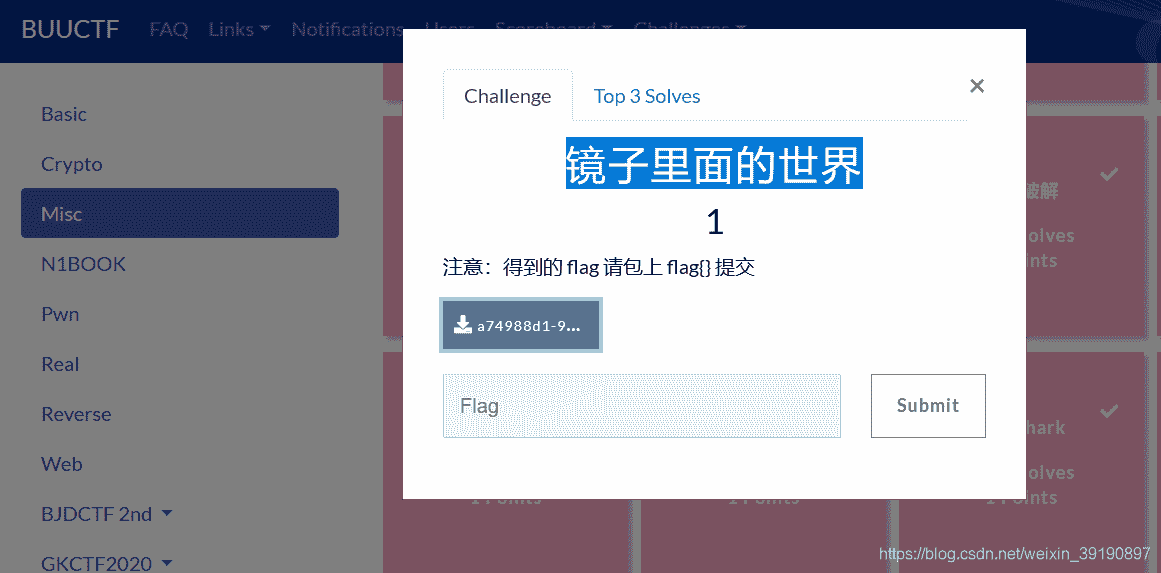 BUUCTF FAQ Links Notifications Users Scoreboard Challenges
Basic
Crypto
Misc
N1BOOK
Pwn
Real
Reverse
Web
BJDCTF 2nd
GKCTF2020
Challenge Top 3 Solves ×
镜子里面的世界
1
注意：得到的 flag 请包上 flag{} 提交
a74988d1-9...
Flag
Submit
破解
olves
nts
hark
olves
1 Points 1 Points 1 Points
https://blog.csdn.net/weixin_39190897